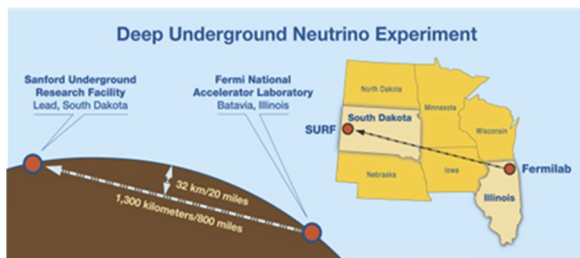 Deep Underground Neutrino Experiment
Sanford Underground
Research Facility
Lead, South Dakota
Fermi National
Accelerator Laboratory
Batavia, Illinois
32 km/20 miles
1,300 kilometers/800 miles
North Dakota
Minnesota
South Dakota
SURF
Wisconsin
Fermilab
Nebraska
Iowa
Illinois